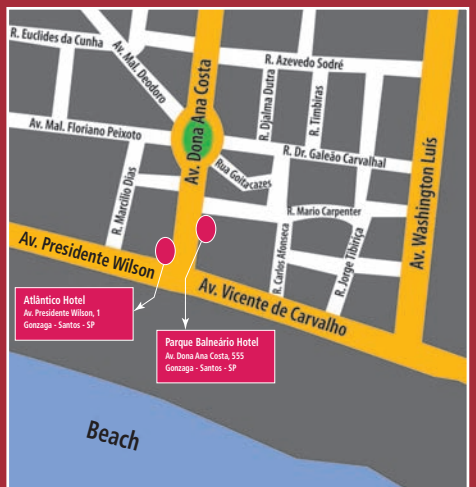 R. Euclides da Cunha
Av. Mal. Deodoro
Av. Dona Ana Costa
R. Azevedo Sodré
R. Djalma Dutra
R. Timbiras
Av. Mal. Floriano Peixoto
R. Dr. Galeão Carvalhal
Rua Goitacazes
R. Marcílio Dias
R. Mario Carpenter
Av. Washington Luís
R. Carlos Afonseca
R. Jorge Tibiriça
Av. Presidente Wilson
Av. Vicente de Carvalho
Atlântico Hotel
Av. Presidente Wilson, 1
Gonzaga - Santos - SP
Parque Balneário Hotel
Av. Dona Ana Costa, 555
Gonzaga - Santos - SP
Beach